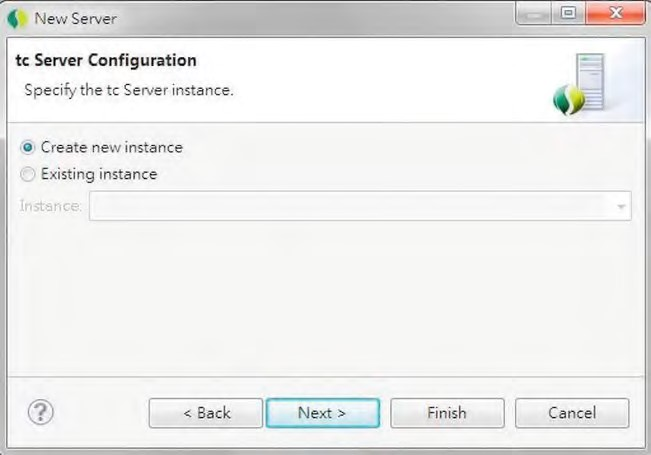 New Server
tc Server Configuration
Specify the tc Server instance.
Create new instance
Existing instance
Instance:
?
< Back
Next >
Finish
Cancel